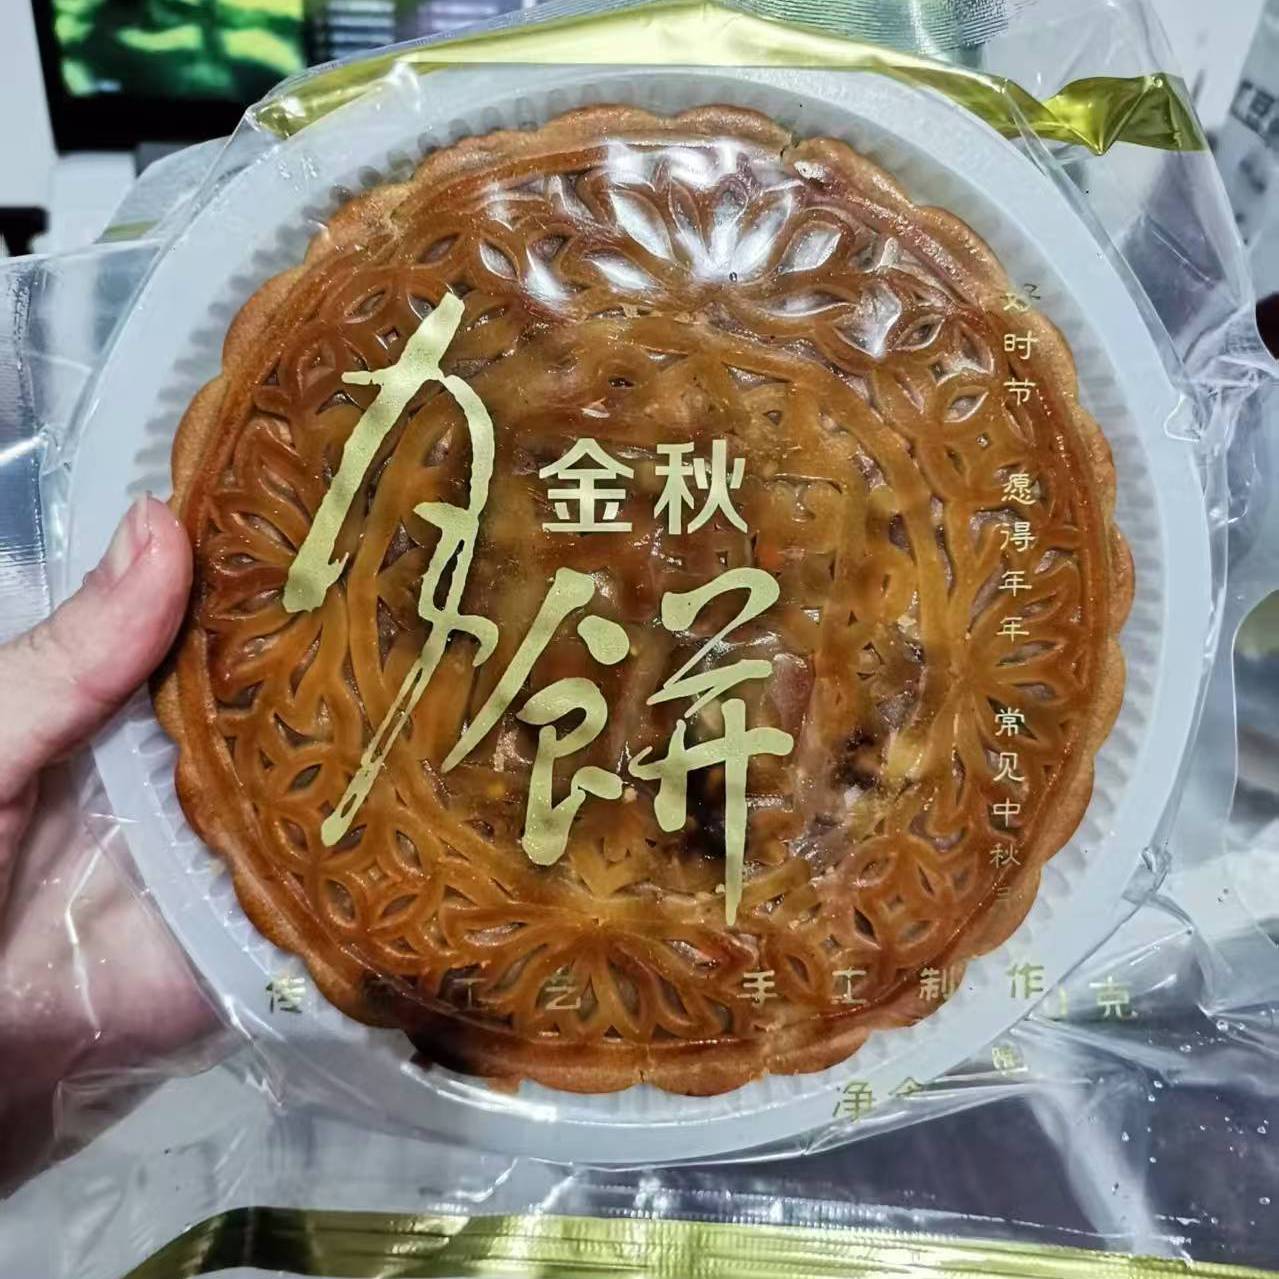 金秋
月餅
好时节 愿得年年 常见中秋
传 工艺 手工制作
克
净含